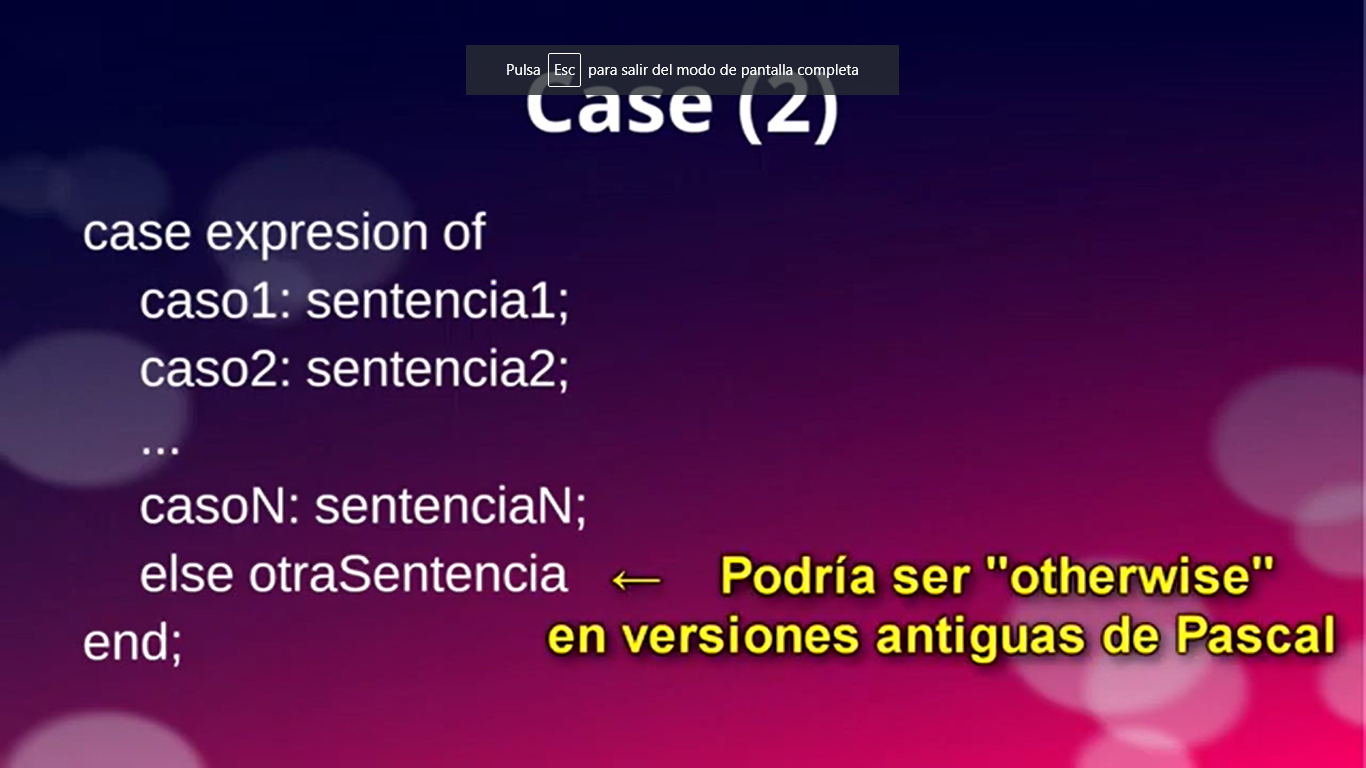 Pulsa Esc para salir del modo de pantalla completa
Case (2)
case expresion of
caso1: sentencia1;
caso2: sentencia2;
...
casoN: sentenciaN;
else otraSentencia ← Podría ser "otherwise"
en versiones antiguas de Pascal
end;